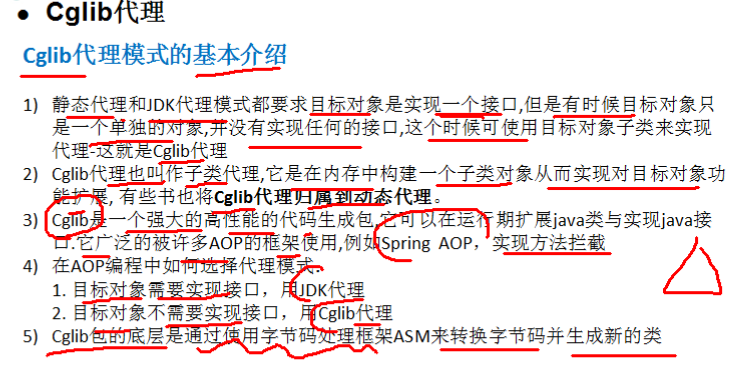 ● Cglib代理
Cglib代理模式的基本介绍
1) 静态代理和JDK代理模式都要求目标对象是实现一个接口,但是有时候目标对象只
是一个单独的对象,并没有实现任何的接口,这个时候可使用目标对象子类来实现
代理-这就是Cglib代理
2) Cglib代理也叫作子类代理,它是在内存中构建一个子类对象从而实现对目标对象功
能扩展, 有些书也将Cglib代理归属到动态代理。
3) Cglib是一个强大的高性能的代码生成包,它可以在运行期扩展java类与实现java接
口.它广泛的被许多AOP的框架使用,例如Spring AOP，实现方法拦截
4) 在AOP编程中如何选择代理模式:
1. 目标对象需要实现接口，用JDK代理
2. 目标对象不需要实现接口，用Cglib代理
5) Cglib包的底层是通过使用字节码处理框架ASM来转换字节码并生成新的类